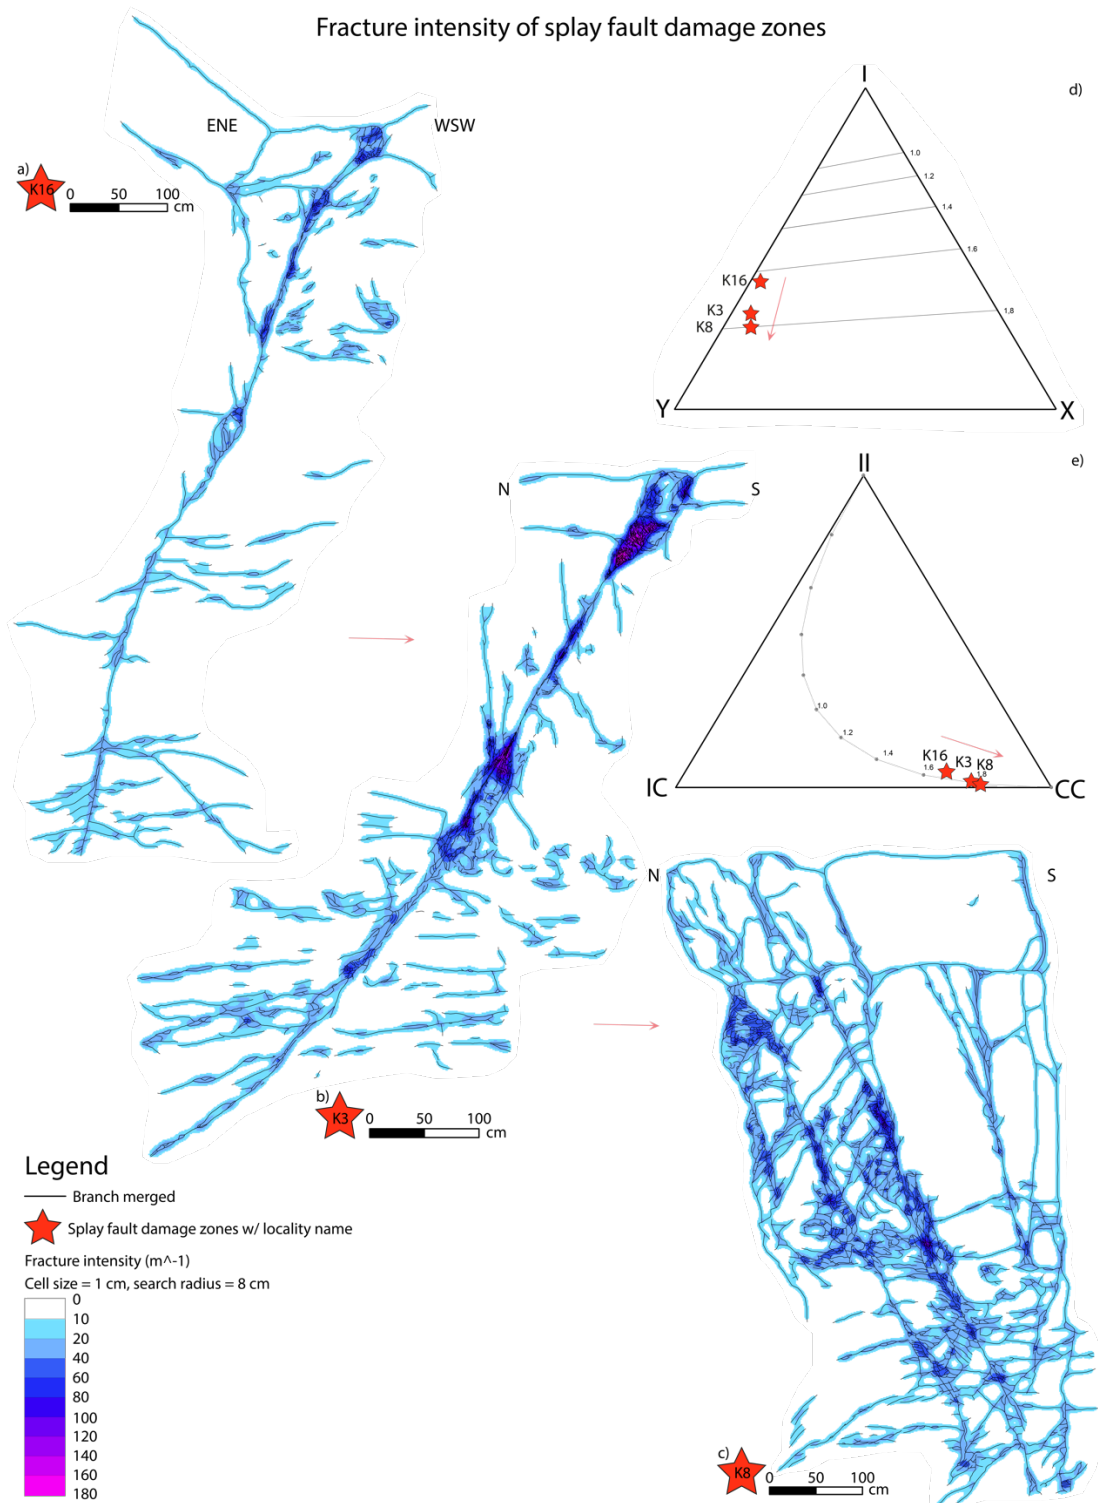 Fracture intensity of splay fault damage zones
I
d)
ENE
WSW
a)
K16
0 50 100
cm
1.0
1.2
1.4
1.6
1.8
K16
K3
K8
Y
X
II
e)
N
S
1.0
1.2
1.4
1.6
1.8
K16
K3
K8
IC
CC
N
S
b)
K3
0 50 100
cm
Legend
Branch merged
Splay fault damage zones w/ locality name
Fracture intensity (m^-1)
Cell size = 1 cm, search radius = 8 cm
0
10
20
40
60
80
100
120
140
160
180
c)
K8
0 50 100
cm